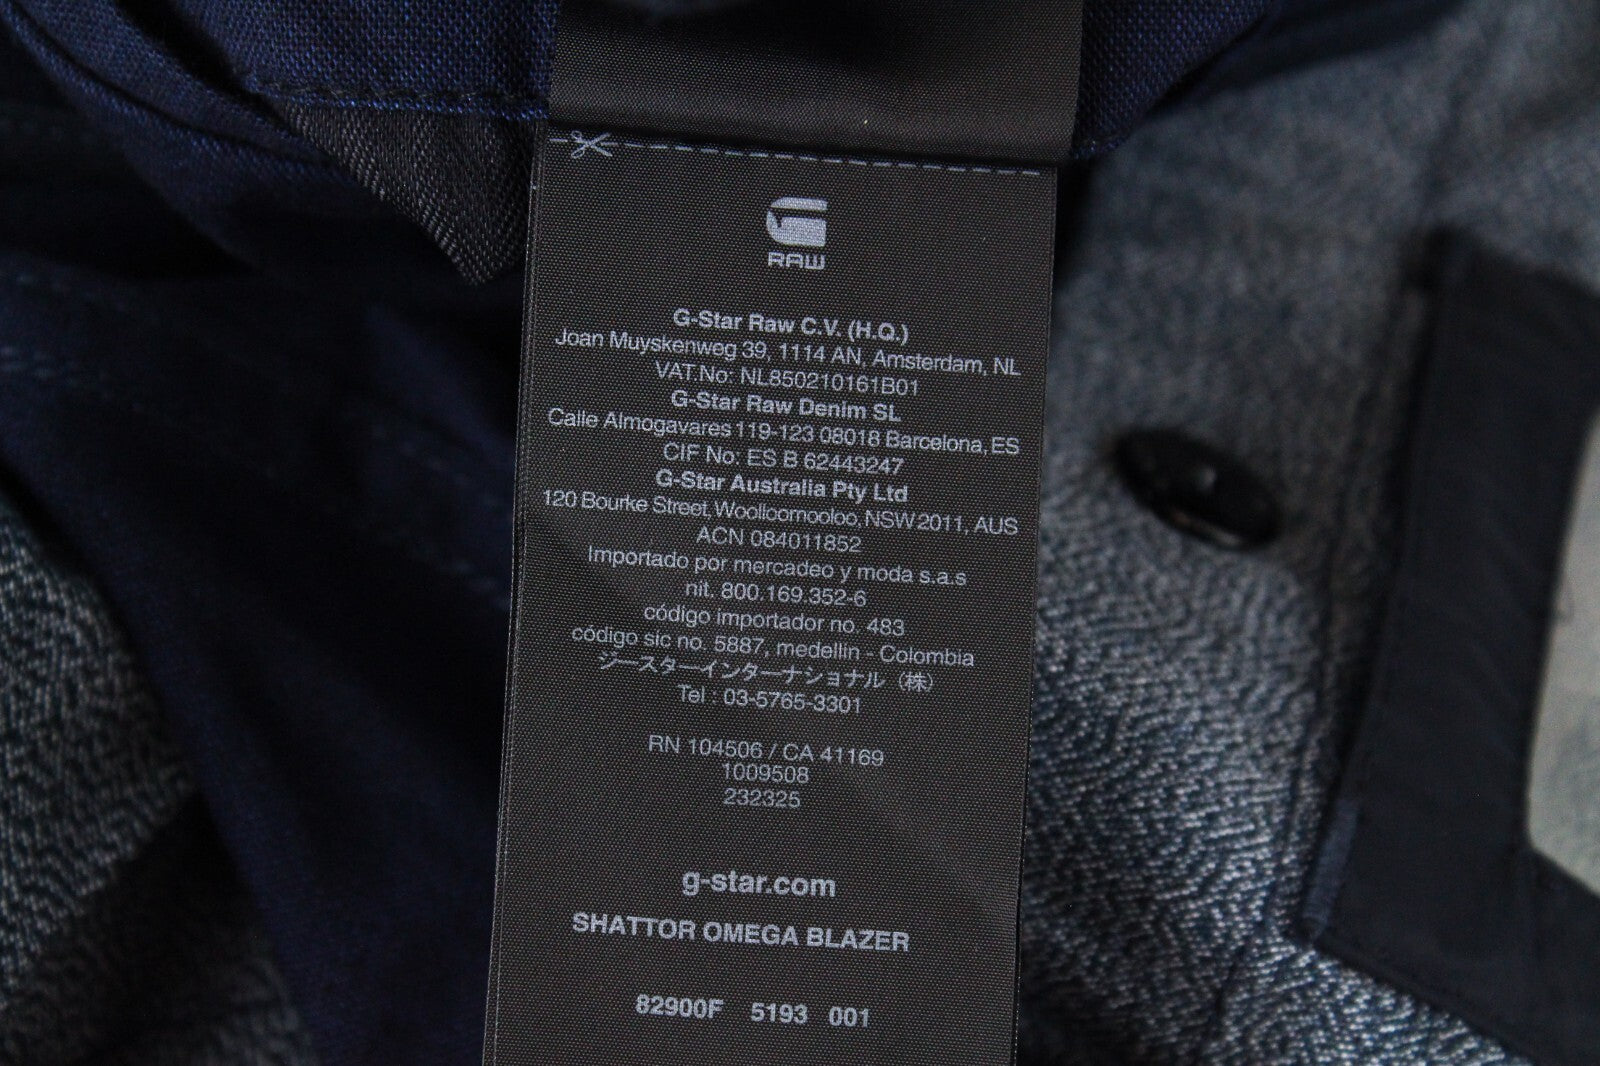 RAW
G-Star Raw C.V. (H.Q.)
Joan Muyskenweg 39, 1114 AN, Amsterdam, NL
VAT.No: NL850210161B01
G-Star Raw Denim SL
Calle Almogavares 119-123 08018 Barcelona, ES
CIF No: ES B 62443247
G-Star Australia Pty Ltd
120 Bourke Street, Woolloomooloo, NSW 2011, AUS
ACN 084011852
Importado por mercadeo y moda s.a.s
nit. 800.169.352-6
código importador no. 483
código sic no. 5887, medellin - Colombia
ジースターインターナショナル（株）
Tel : 03-5765-3301
RN 104506 / CA 41169
1009508
232325
g-star.com
SHATTOR OMEGA BLAZER
82900F 5193 001